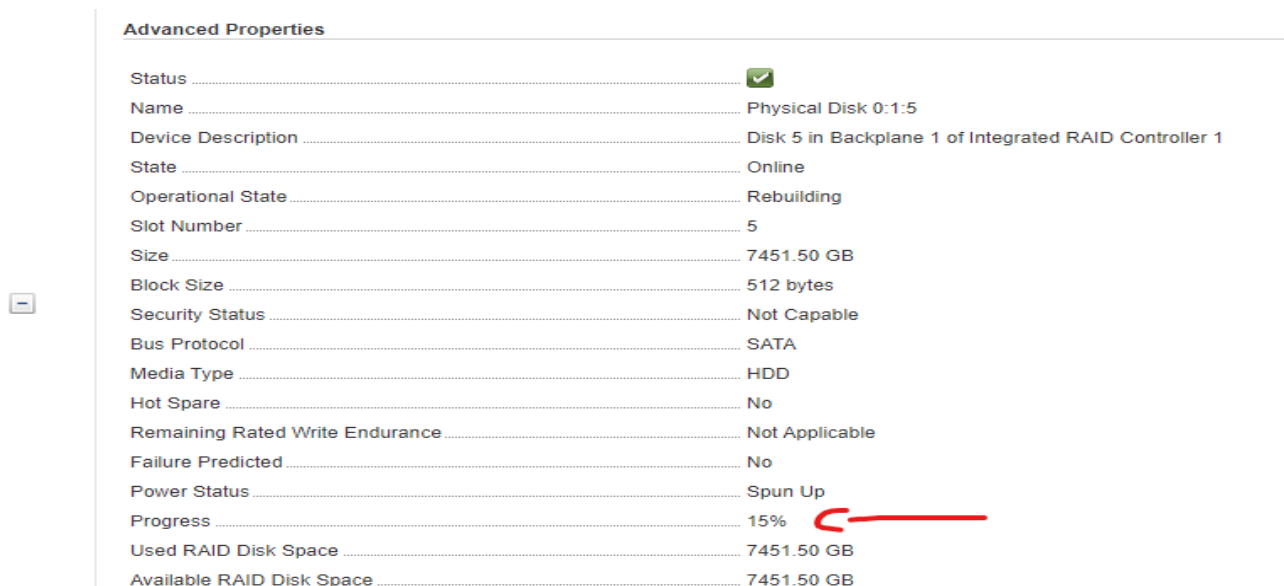 Advanced Properties
Status
Name Physical Disk 0:1:5
Device Description Disk 5 in Backplane 1 of Integrated RAID Controller 1
State Online
Operational State Rebuilding
Slot Number 5
Size 7451.50 GB
Block Size 512 bytes
Security Status Not Capable
Bus Protocol SATA
Media Type HDD
Hot Spare No
Remaining Rated Write Endurance Not Applicable
Failure Predicted No
Power Status Spun Up
Progress 15%
Used RAID Disk Space 7451.50 GB
Available RAID Disk Space 7451.50 GB